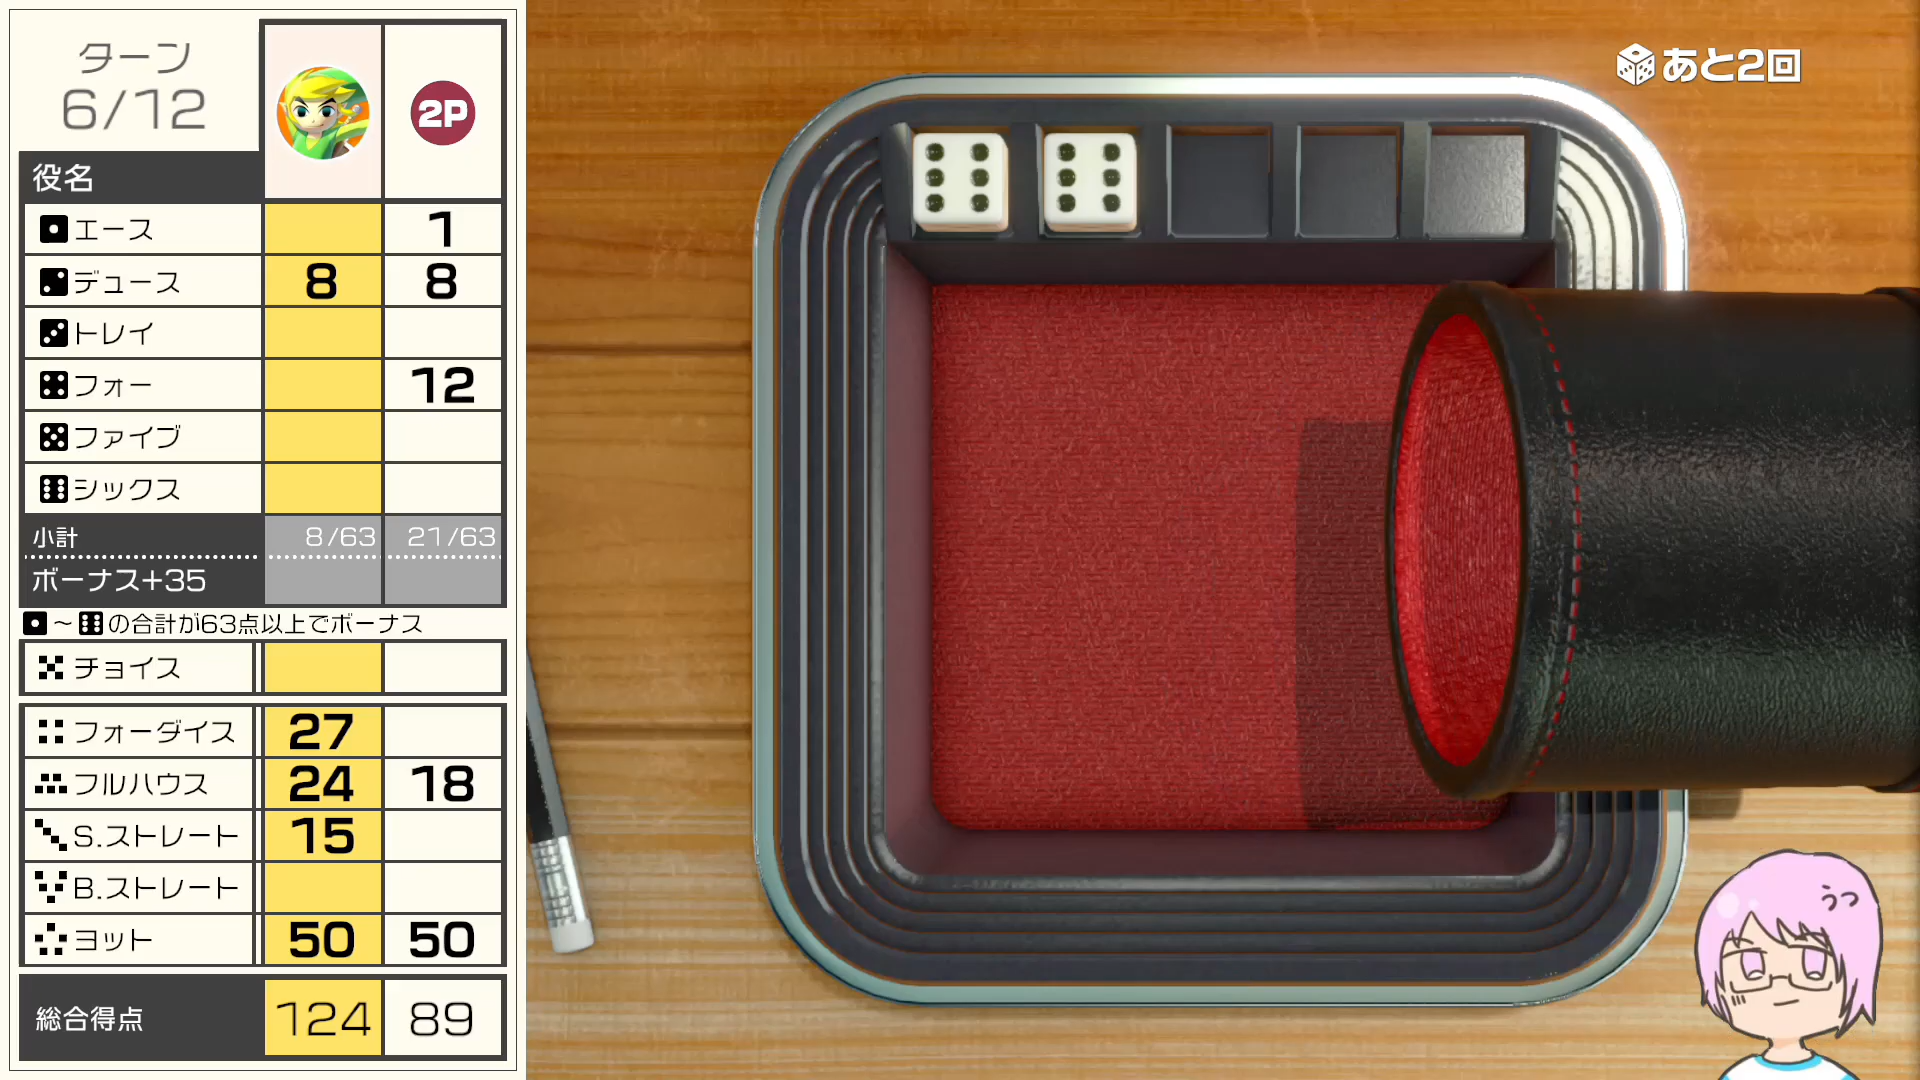 ターン
6/12
2P
役名
エース 1
デュース 8 8
トレイ
フォー 12
ファイブ
シックス
小計 8/63 21/63
ボーナス+35
~の合計が63点以上でボーナス
チョイス
フォーダイス 27
フルハウス 24 18
S.ストレート 15
B.ストレート
ヨット 50 50
総合得点 124 89
あと2回
うつ